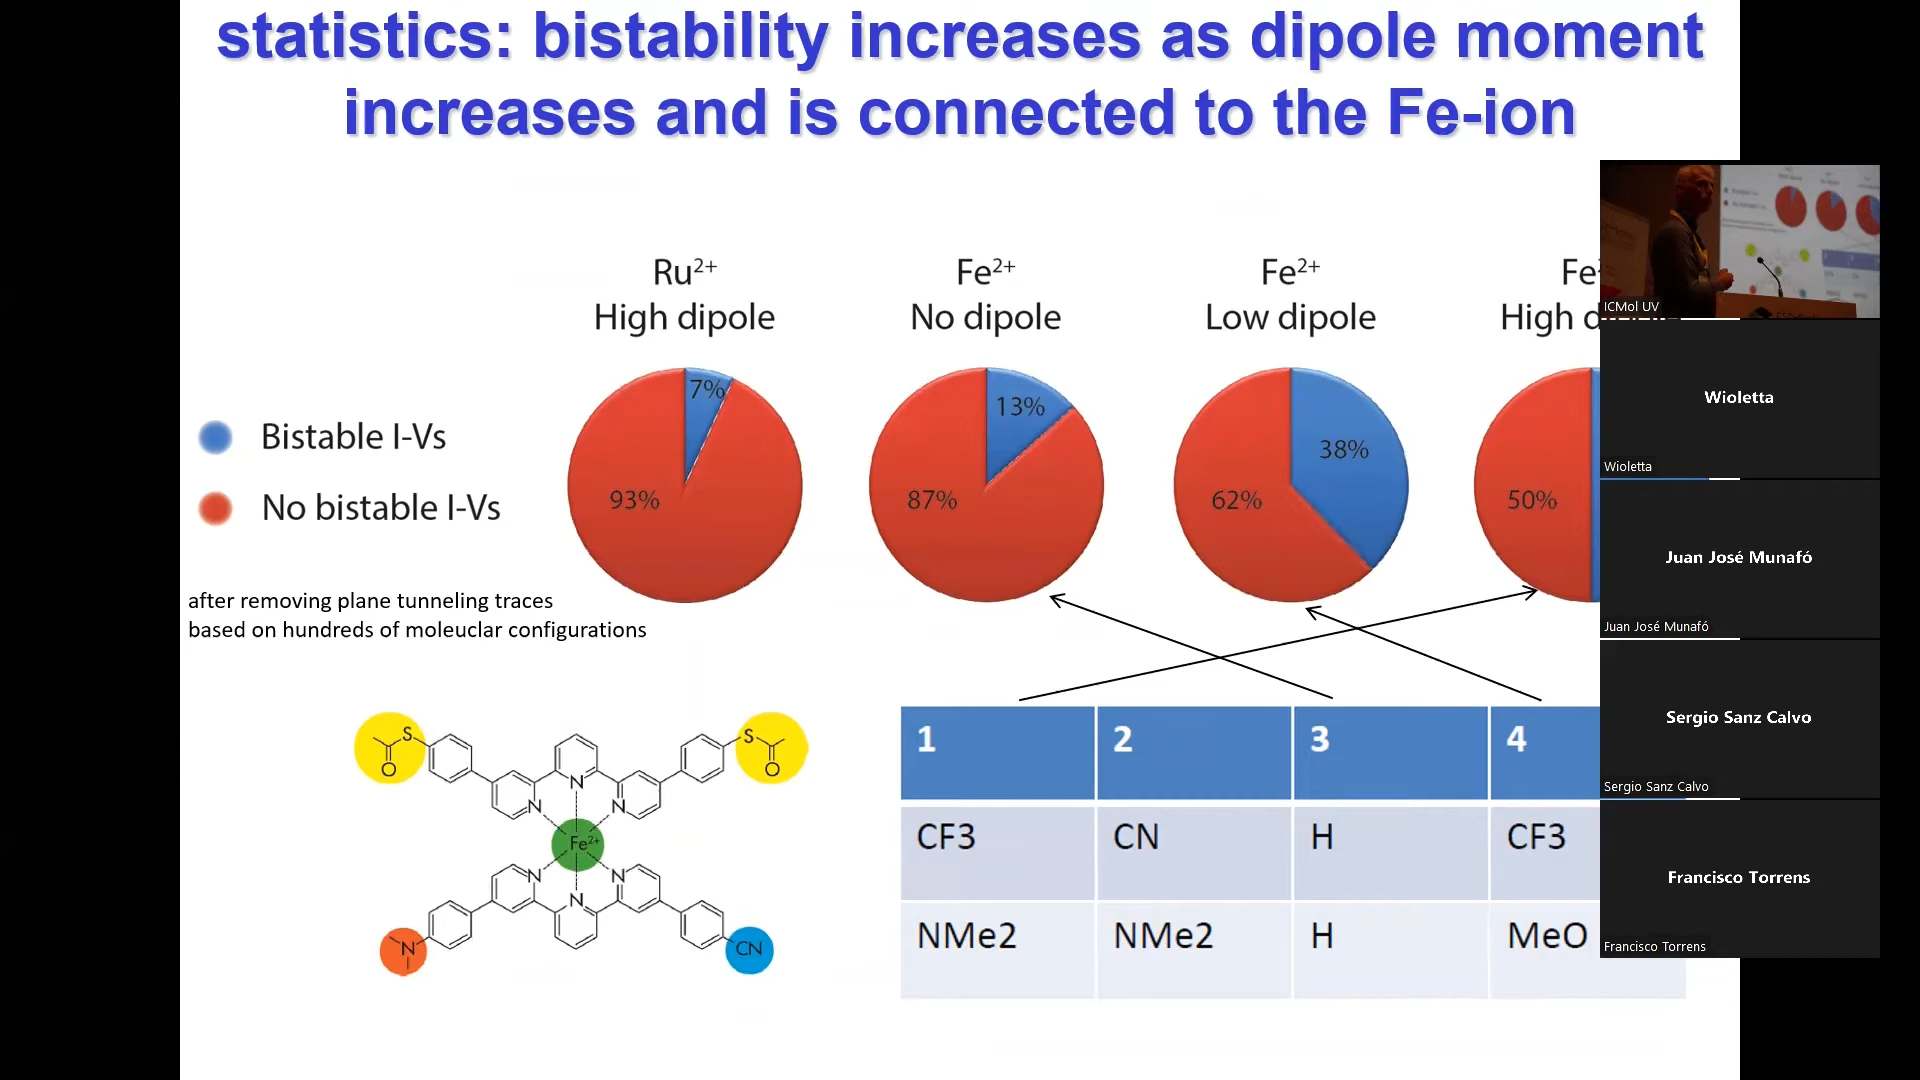 statistics: bistability increases as dipole moment
increases and is connected to the Fe-ion
Ru²⁺
High dipole
Fe²⁺
No dipole
Fe²⁺
Low dipole
High
Bistable I-Vs
No bistable I-Vs
7%
93%
13%
87%
38%
62%
50%
after removing plane tunneling traces
based on hundreds of moleuclar configurations
S
O
S
O
N
N
N
Fe²⁺
N
N
N
N
CN
1 2 3 4
CF3 CN H CF3
NMe2 NMe2 H MeO
ICMol UV
Wioletta
Wioletta
Juan José Munafó
Juan José Munafó
Sergio Sanz Calvo
Sergio Sanz Calvo
Francisco Torrens
Francisco Torrens